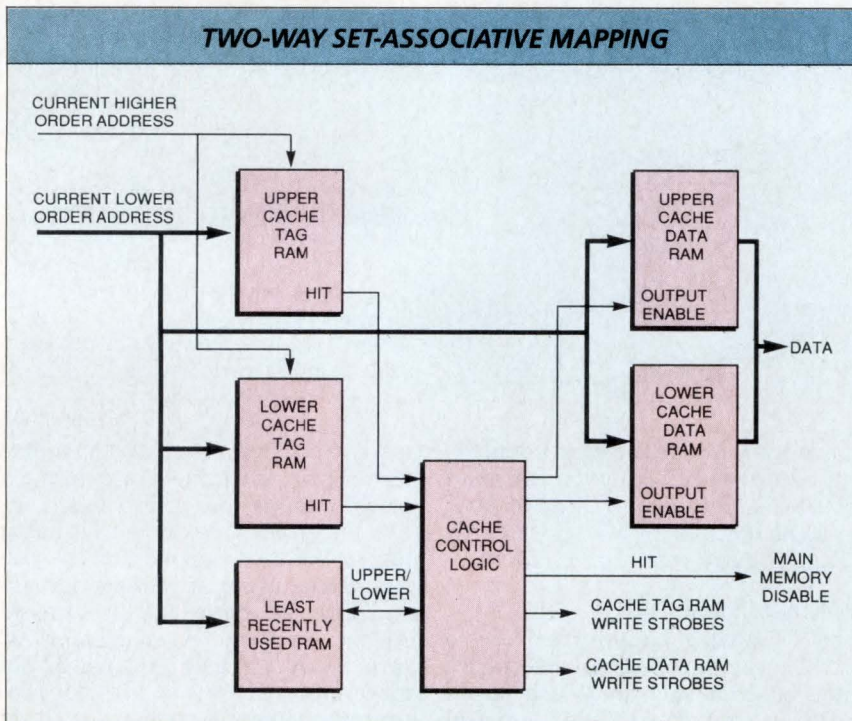 TWO-WAY SET-ASSOCIATIVE MAPPING
CURRENT HIGHER
ORDER ADDRESS
CURRENT LOWER
ORDER ADDRESS
UPPER
CACHE
TAG
RAM
HIT
UPPER
CACHE
DATA
RAM
OUTPUT
ENABLE
DATA
LOWER
CACHE
TAG
RAM
HIT
LOWER
CACHE
DATA
RAM
OUTPUT
ENABLE
CACHE
CONTROL
LOGIC
UPPER/
LOWER
LEAST
RECENTLY
USED RAM
HIT
MAIN
MEMORY
DISABLE
CACHE TAG RAM
WRITE STROBES
CACHE DATA RAM
WRITE STROBES